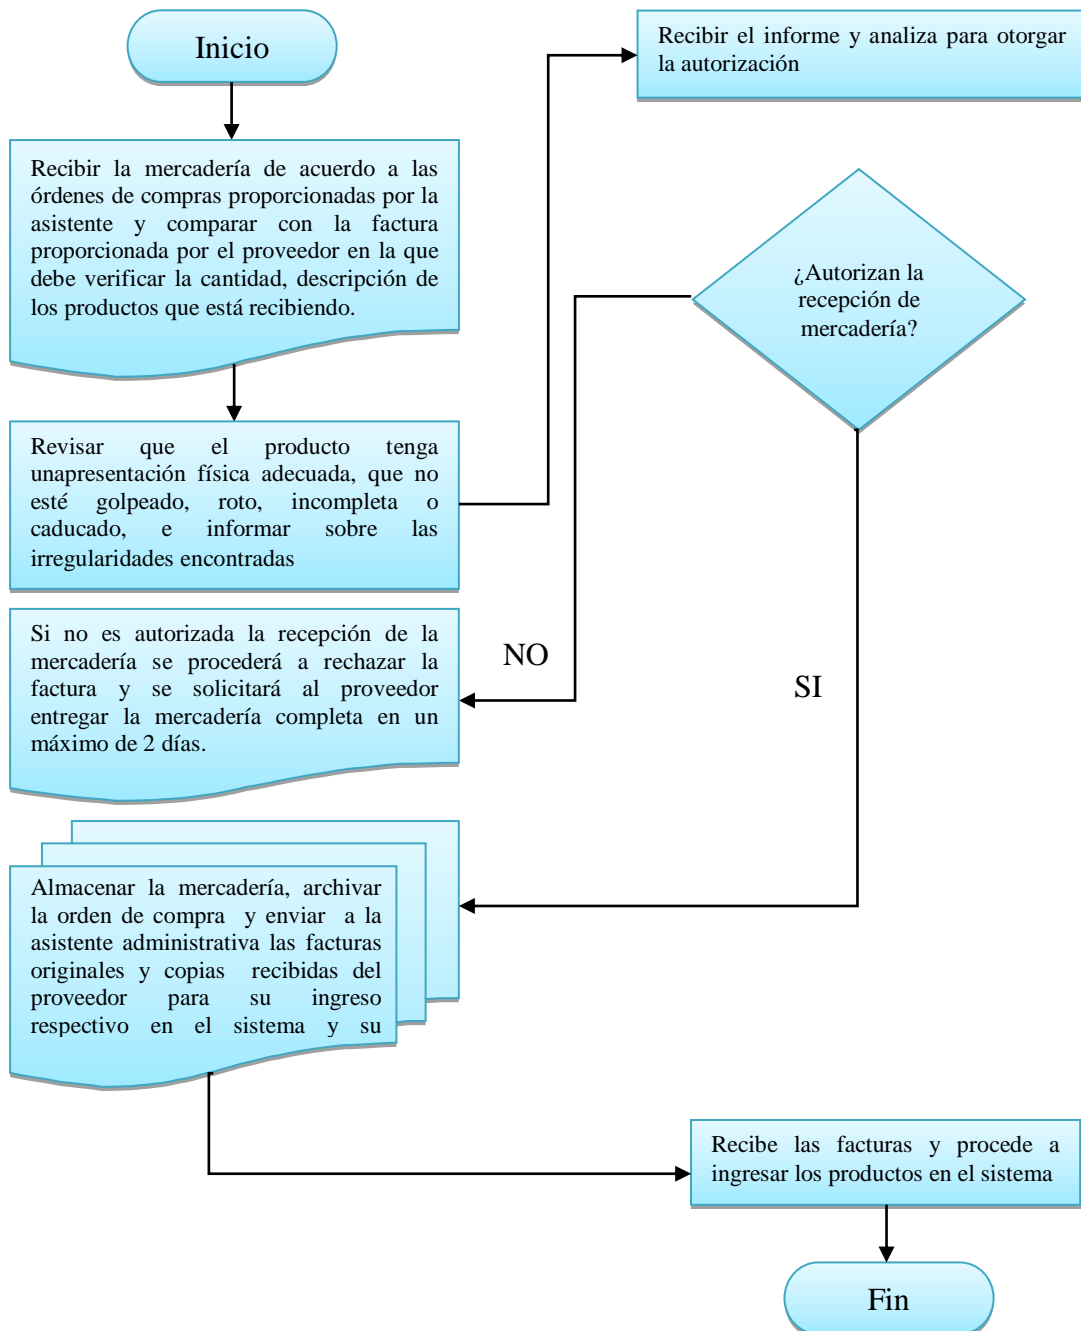 Inicio
Recibir el informe y analiza para otorgar
la autorización
Recibir la mercadería de acuerdo a las
órdenes de compras proporcionadas por la
asistente y comparar con la factura
proporcionada por el proveedor en la que
debe verificar la cantidad, descripción de
los productos que está recibiendo.
¿Autorizan la
recepción de
mercadería?
Revisar que el producto tenga
unapresentación física adecuada, que no
esté golpeado, roto, incompleta o
caducado, e informar sobre las
irregularidades encontradas
Si no es autorizada la recepción de la
mercadería se procederá a rechazar la
factura y se solicitará al proveedor
entregar la mercadería completa en un
máximo de 2 días.
NO
SI
Almacenar la mercadería, archivar
la orden de compra y enviar a la
asistente administrativa las facturas
originales y copias recibidas del
proveedor para su ingreso
respectivo en el sistema y su
Recibe las facturas y procede a
ingresar los productos en el sistema
Fin